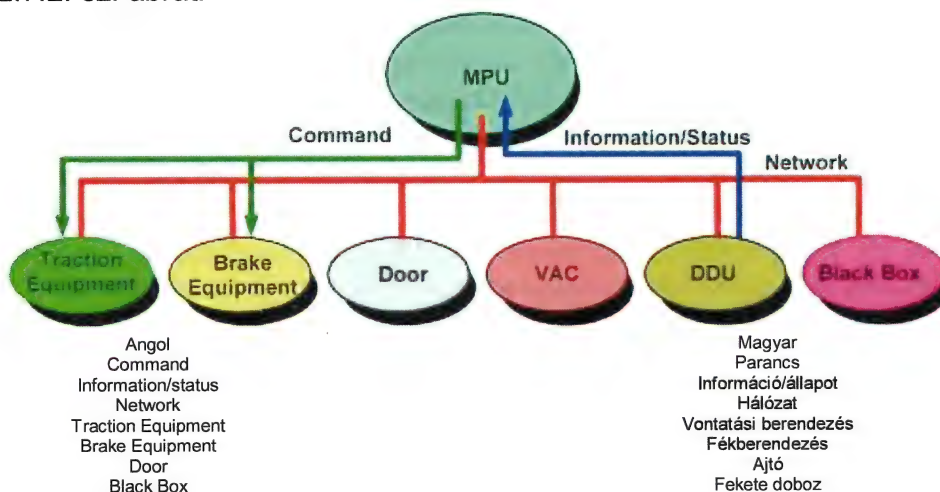 MPU
Command
Information/Status
Network
Traction
Equipment
Brake
Equipment
Door
VAC
DDU
Black Box
Angol
Command
Information/status
Network
Traction Equipment
Brake Equipment
Door
Black Box
Magyar
Parancs
Információ/állapot
Hálózat
Vontatási berendezés
Fékberendezés
Ajtó
Fekete doboz